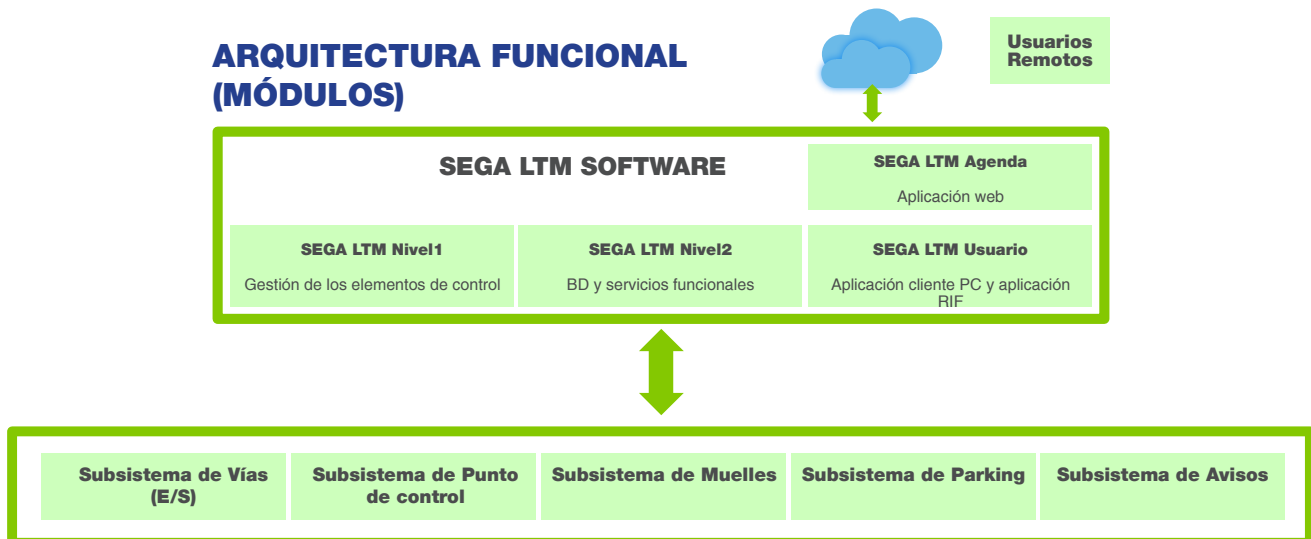 ARQUITECTURA FUNCIONAL
(MÓDULOS)
Usuarios
Remotos
SEGA LTM SOFTWARE
SEGA LTM Agenda
Aplicación web
SEGA LTM Nivel1
Gestión de los elementos de control
SEGA LTM Nivel2
BD y servicios funcionales
SEGA LTM Usuario
Aplicación cliente PC y aplicación
RIF
Subsistema de Vías
(E/S)
Subsistema de Punto
de control
Subsistema de Muelles
Subsistema de Parking
Subsistema de Avisos